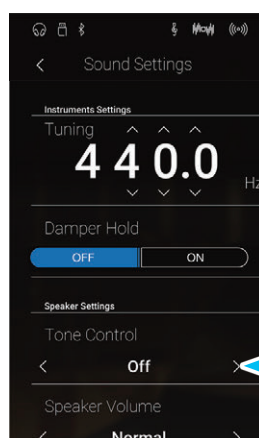 Sound Settings
Instruments Settings
Tuning
440.0
Hz
Damper Hold
OFF ON
Speaker Settings
Tone Control
Off
Speaker Volume
Normal